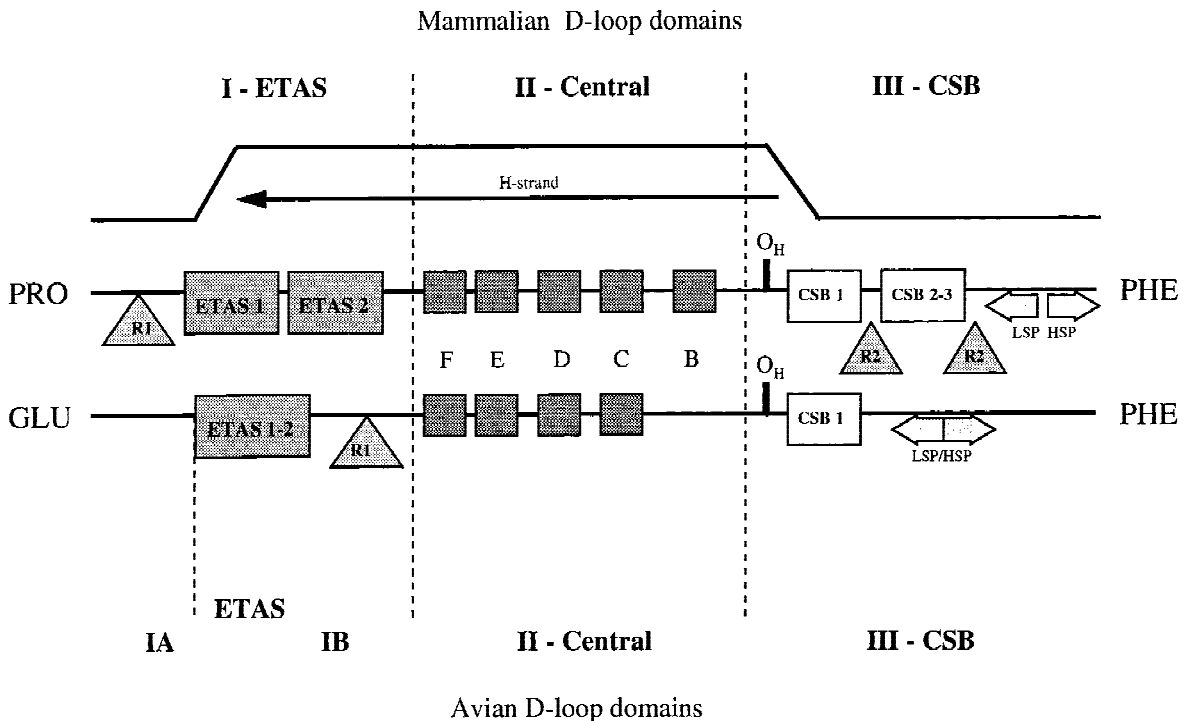 Mammalian D-loop domains
I - ETAS II - Central III - CSB
H-strand
OH
PRO ETAS 1 ETAS 2 CSB 1 CSB 2-3 PHE
R1 R2 R2 LSP HSP
F E D C B
OH
GLU ETAS 1-2 CSB 1 PHE
R1 LSP/HSP
ETAS
IA IB II - Central III - CSB
Avian D-loop domains